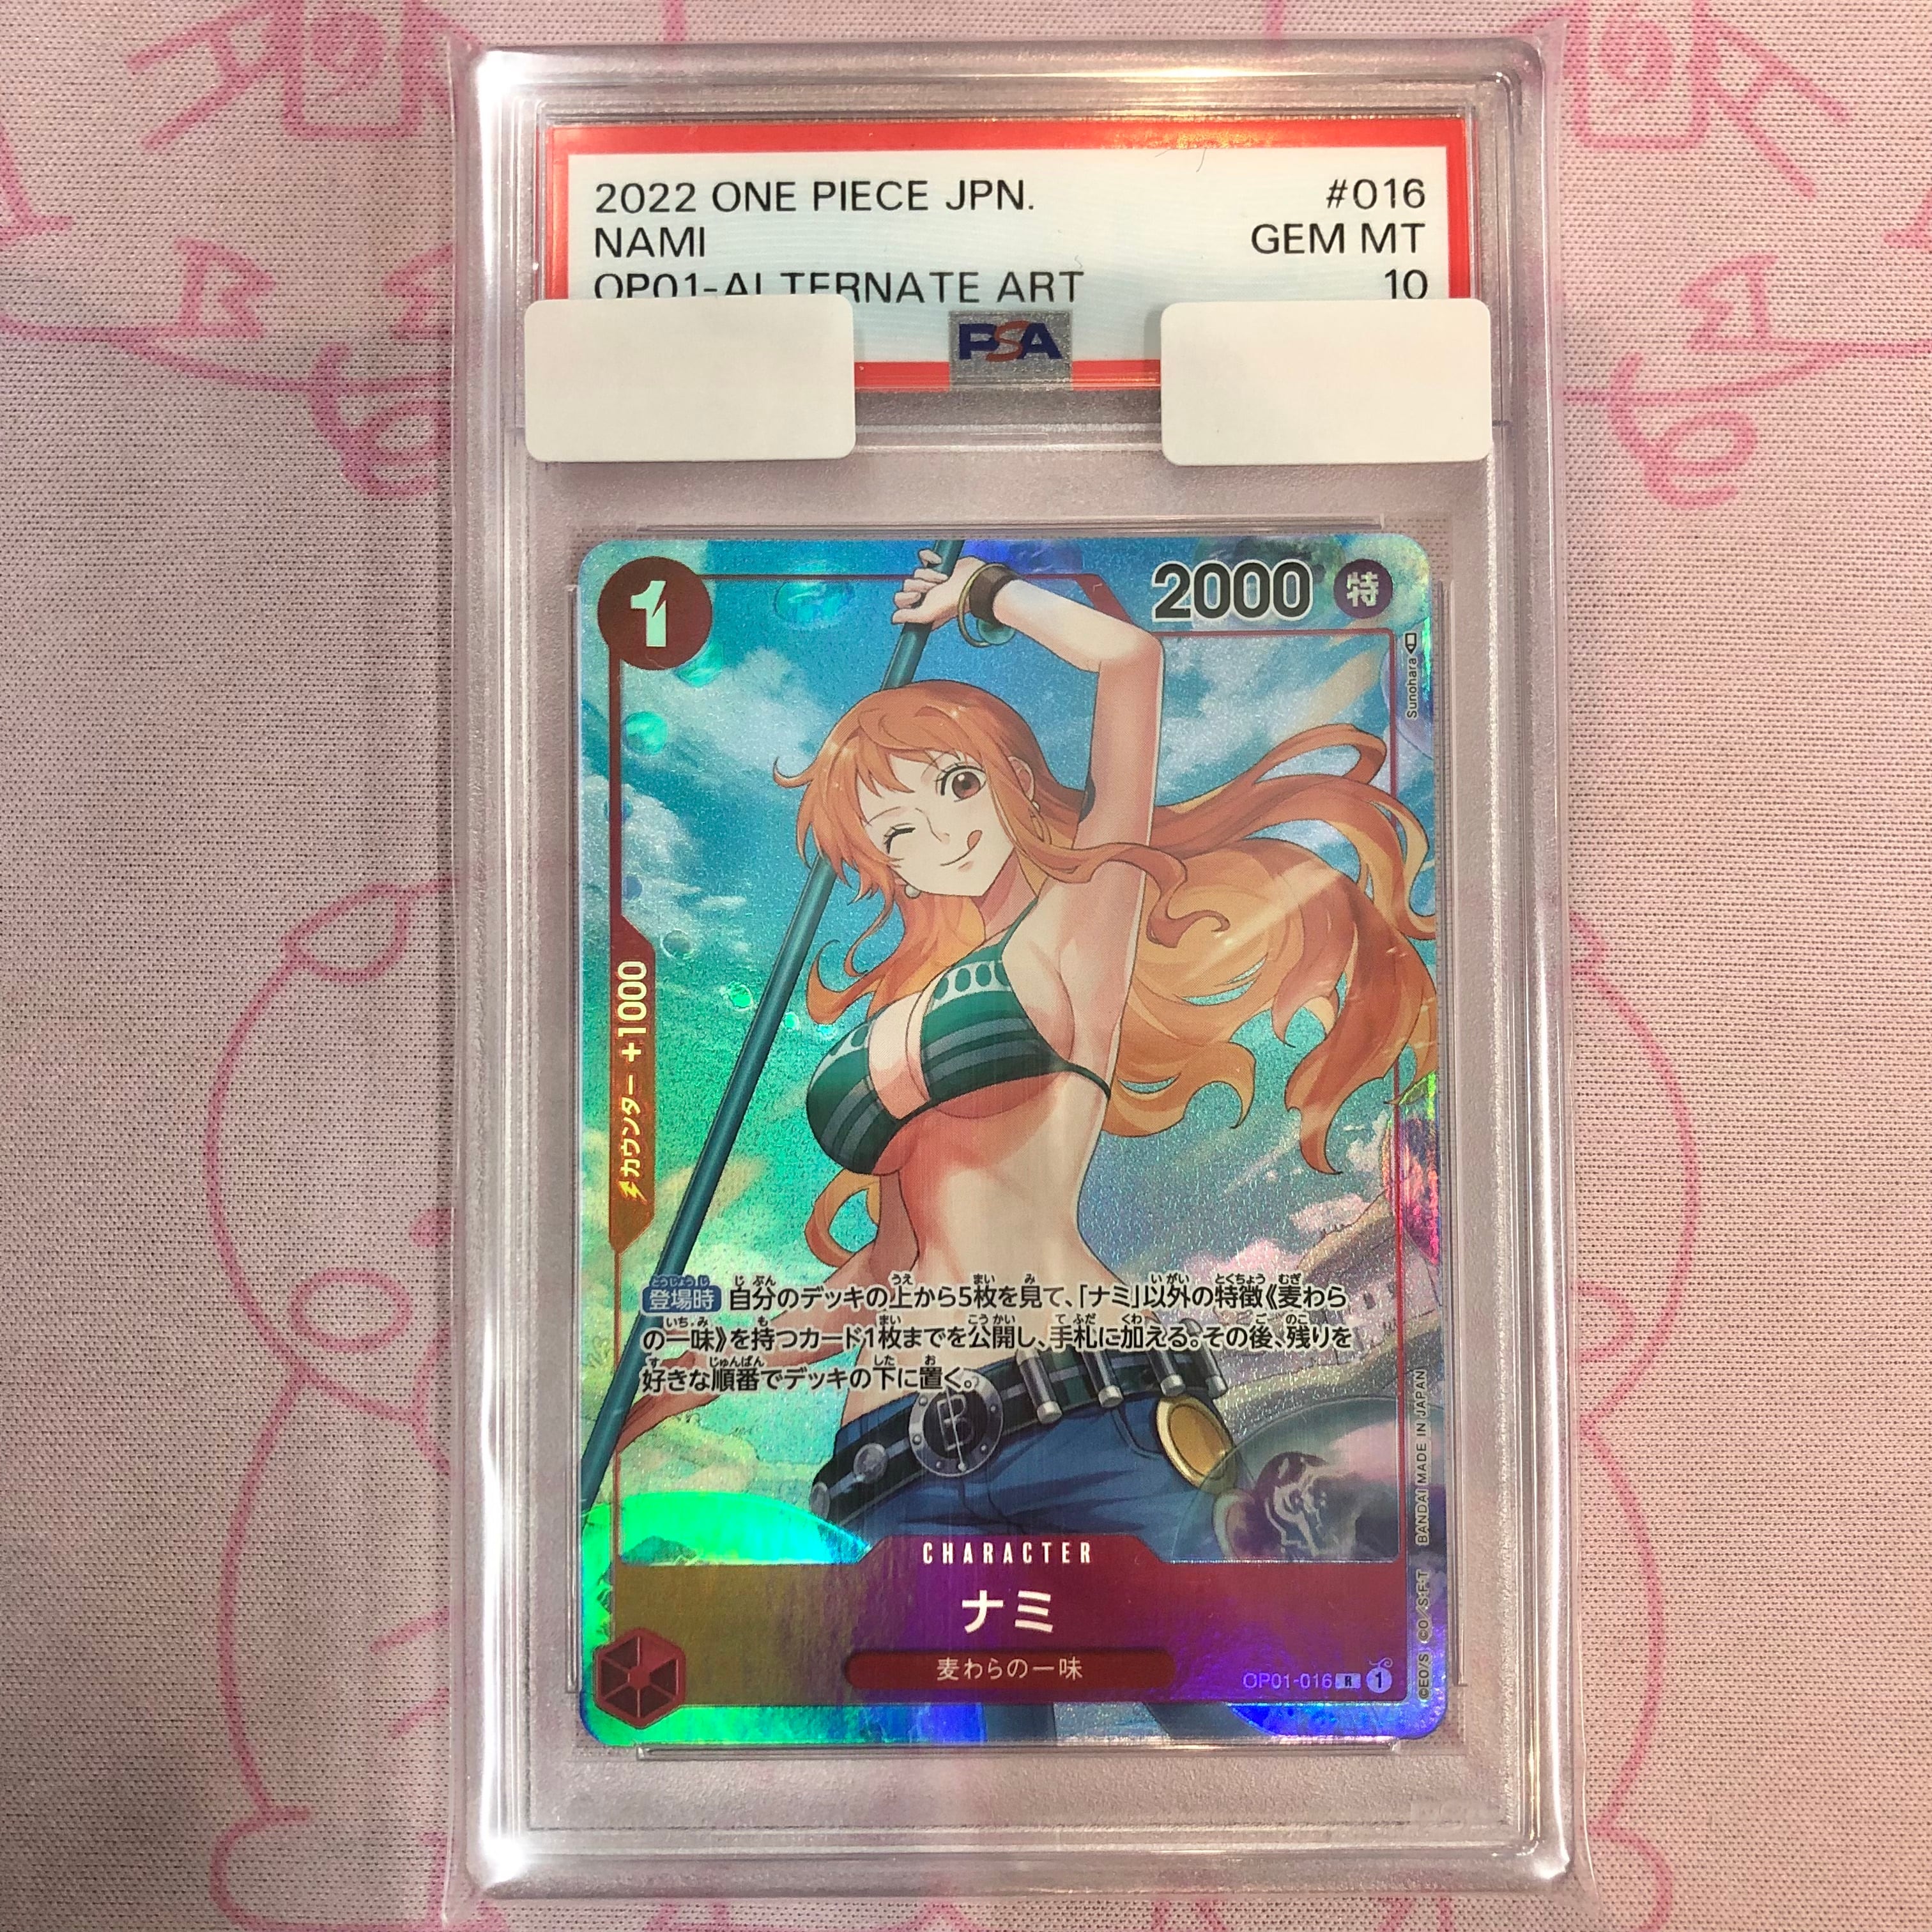 2022 ONE PIECE JPN. #016
NAMI GEM MT
OP01-ALTERNATE ART 10
PSA
1
2000 特
Sunohara
カウンター +1000
登場時 自分のデッキの上から5枚を見て、「ナミ」以外の特徴《麦わら
の一味》を持つカード1枚までを公開し、手札に加える。その後、残りを
好きな順番でデッキの下に置く。
CHARACTER
ナミ
麦わらの一味
OP01-016 R 1
©EO/S ©O/S・F・T BANDAI MADE IN JAPAN